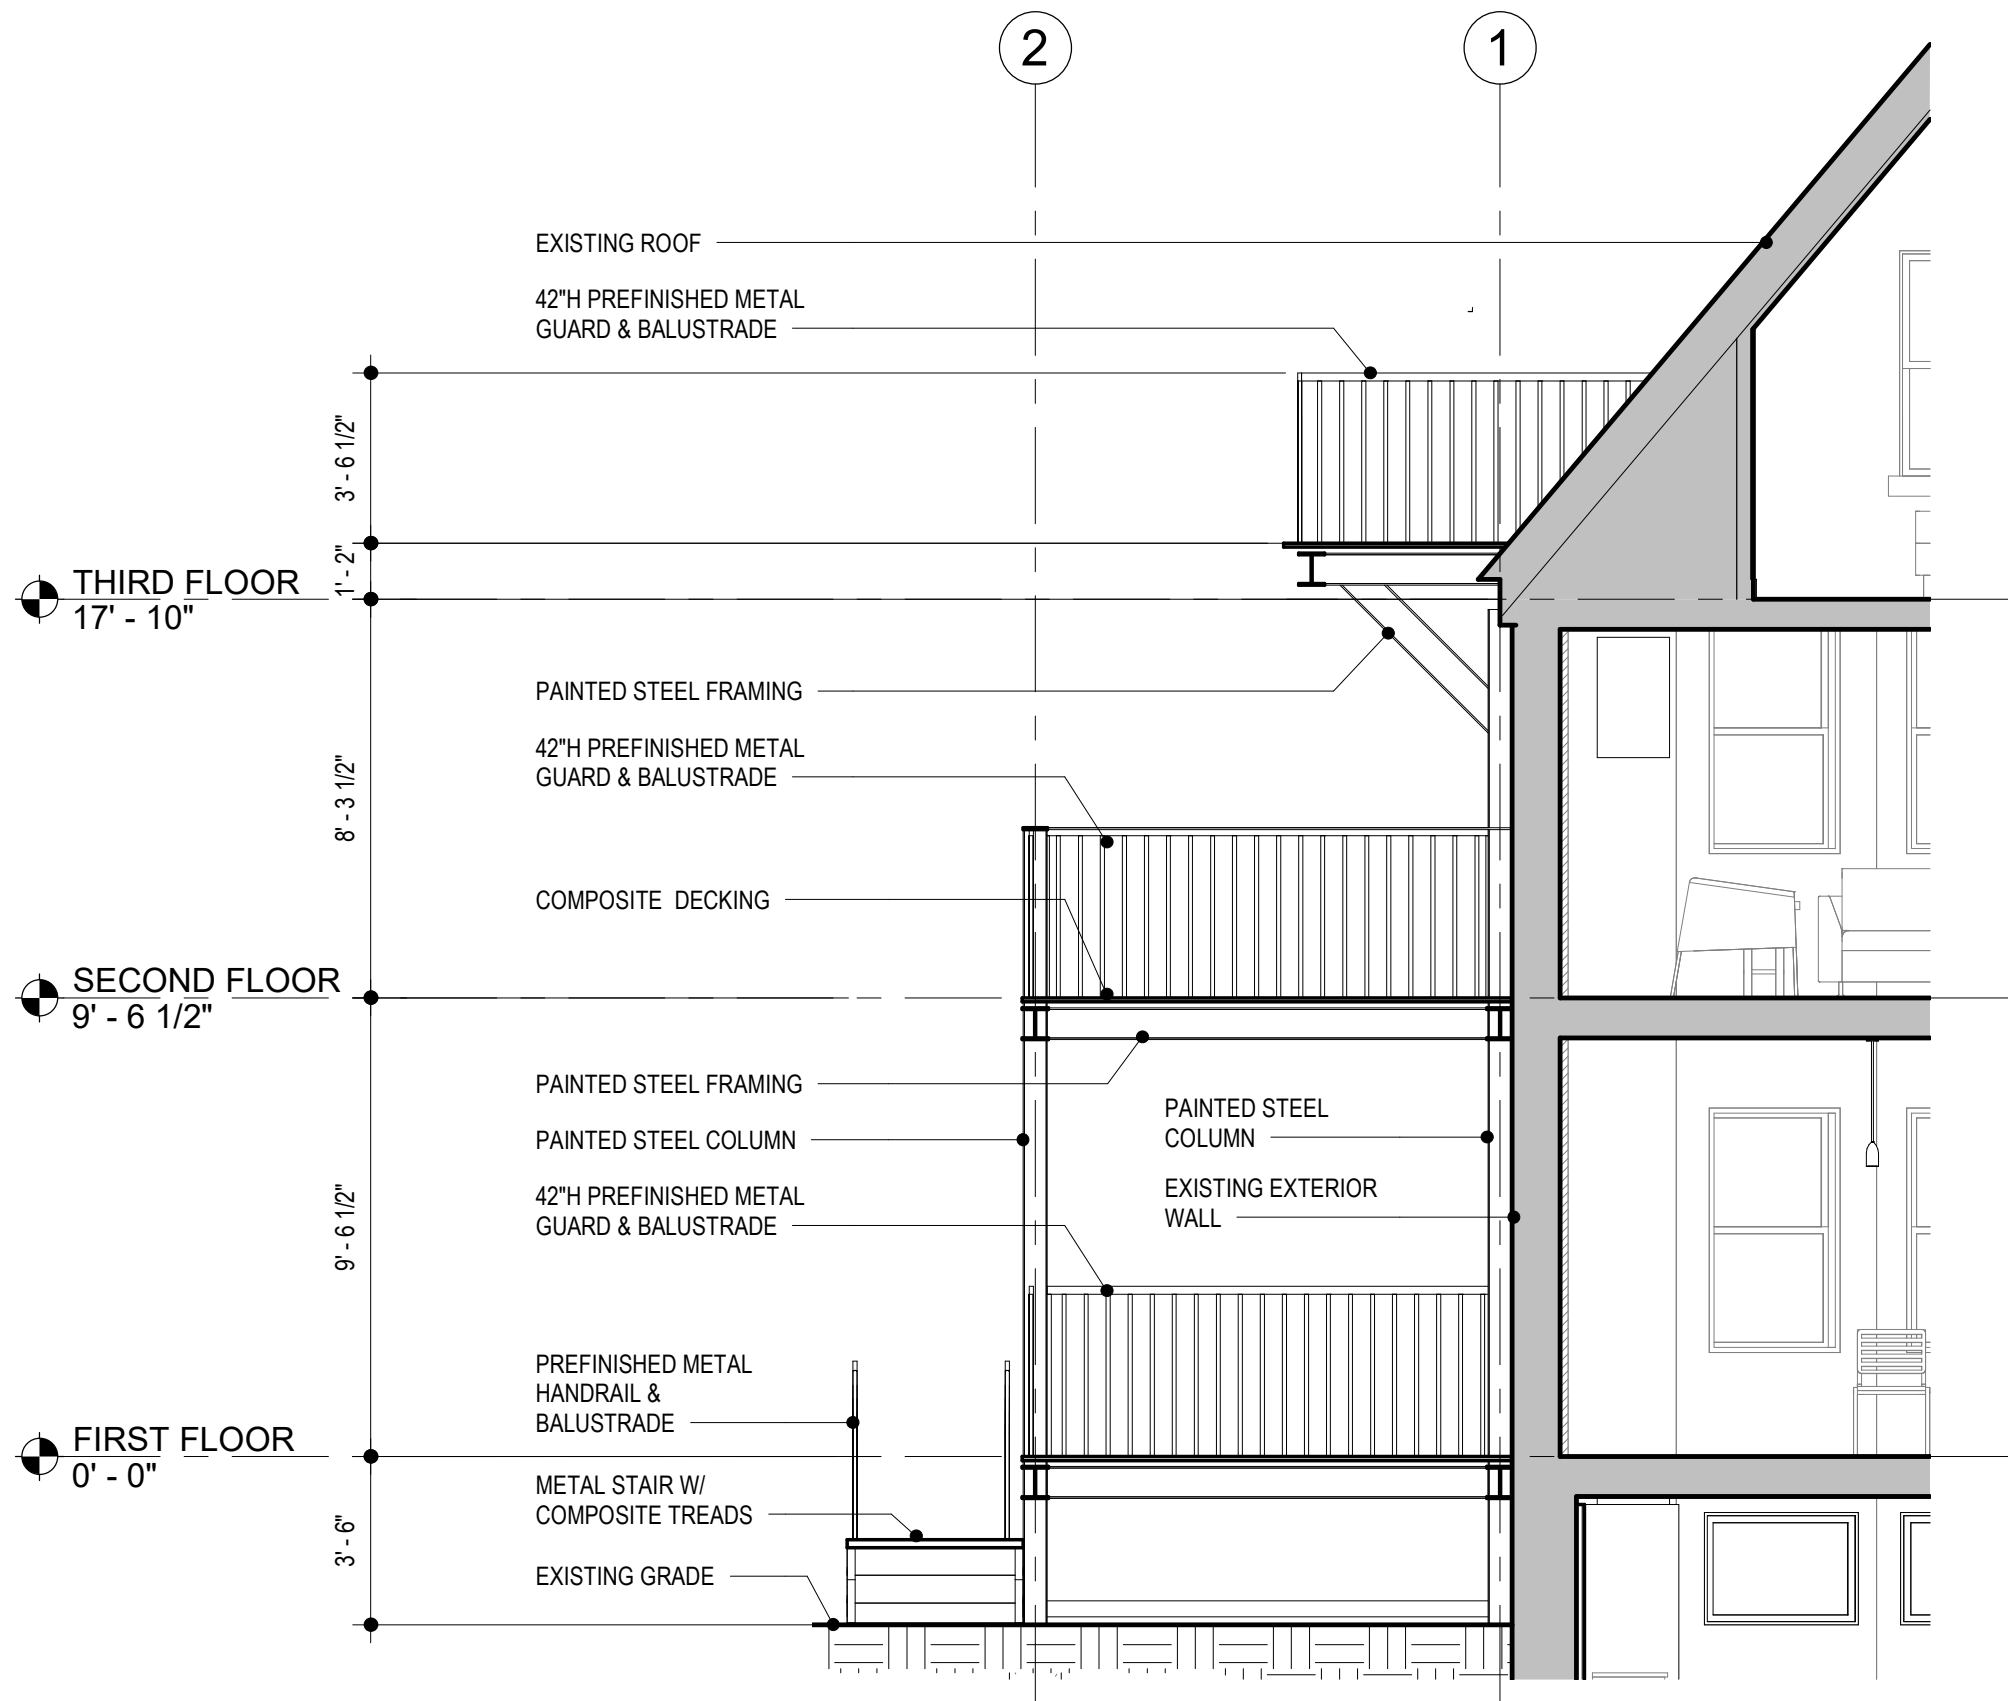 2
1
EXISTING ROOF
42"H PREFINISHED METAL
GUARD & BALUSTRADE
3' - 6 1/2"
1' - 2"
THIRD FLOOR
17' - 10"
PAINTED STEEL FRAMING
42"H PREFINISHED METAL
GUARD & BALUSTRADE
8' - 3 1/2"
COMPOSITE DECKING
SECOND FLOOR
9' - 6 1/2"
PAINTED STEEL FRAMING
PAINTED STEEL
COLUMN
PAINTED STEEL COLUMN
EXISTING EXTERIOR
WALL
42"H PREFINISHED METAL
GUARD & BALUSTRADE
9' - 6 1/2"
PREFINISHED METAL
HANDRAIL &
BALUSTRADE
FIRST FLOOR
0' - 0"
METAL STAIR W/
COMPOSITE TREADS
3' - 6"
EXISTING GRADE